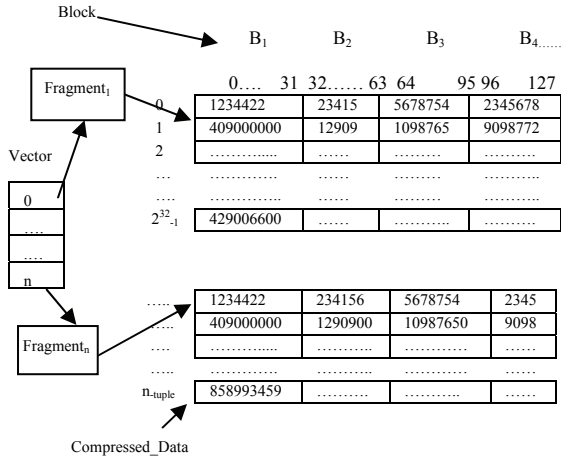 Block
B1 B2 B3 B4......
0.... 31 32...... 63 64 95 96 127
Fragment1
0 1234422 23415 5678754 2345678
1 409000000 12909 1098765 9098772
2 ............. ...... ......... ..........
... ............. ...... ......... ..........
.... ............. ...... ......... ..........
2^32-1 429006600 ...... .......... ..........
Vector
0
....
....
n
..... 1234422 234156 5678754 2345
..... 409000000 1290900 10987650 9098
.... ............. ......... ......... ......
..... ............. ......... ......... ......
n-tuple 858993459 .......... .......... ......
Fragmentn
Compressed_Data